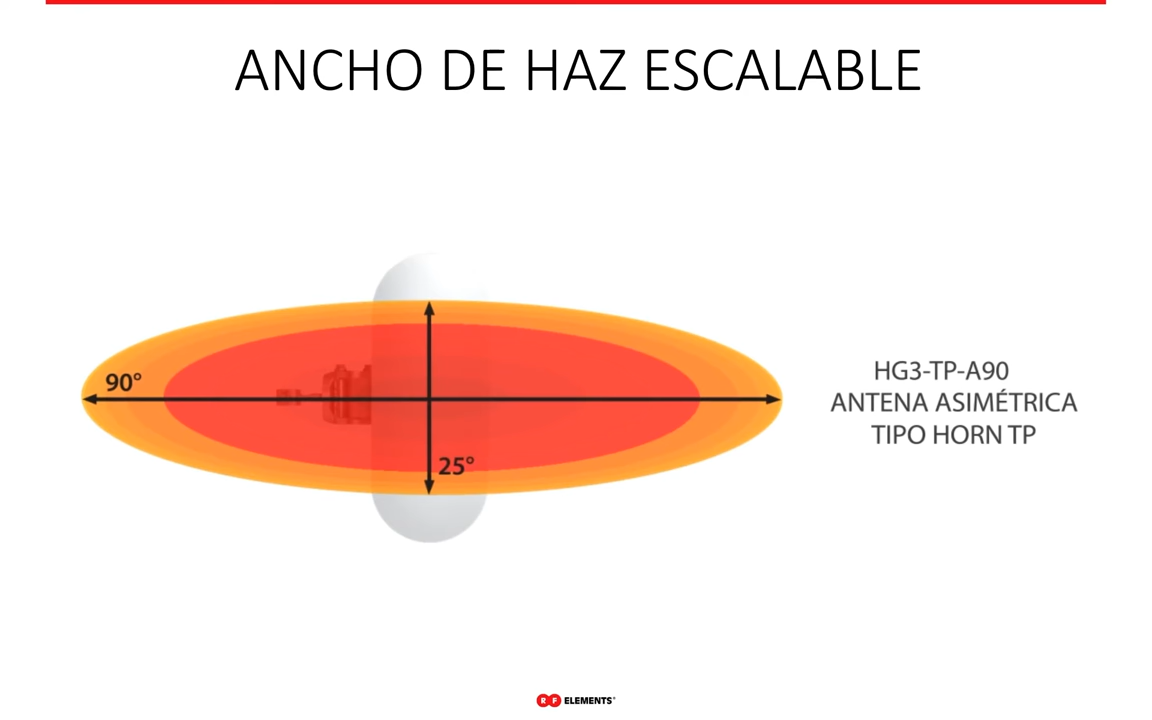 ANCHO DE HAZ ESCALABLE
90°
25°
HG3-TP-A90
ANTENA ASIMÉTRICA
TIPO HORN TP
RF ELEMENTS®